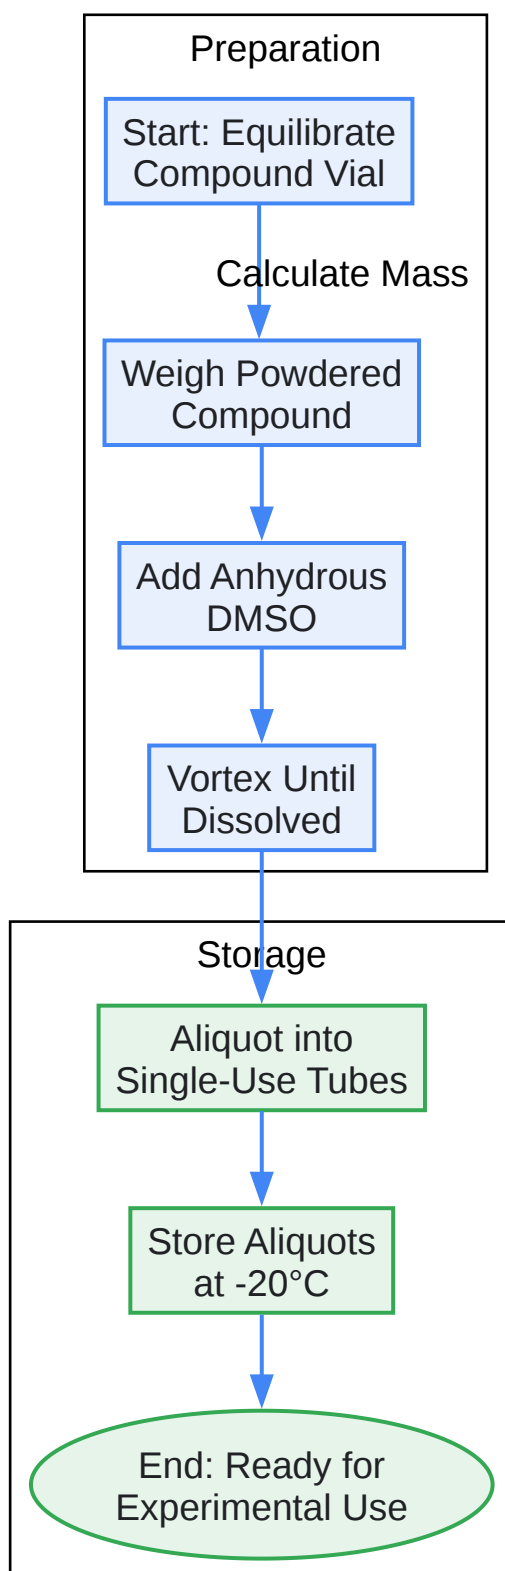 Preparation
Start: Equilibrate
Compound Vial
Calculate Mass
Weigh Powdered
Compound
Add Anhydrous
DMSO
Vortex Until
Dissolved
Storage
Aliquot into
Single-Use Tubes
Store Aliquots
at -20°C
End: Ready for
Experimental Use